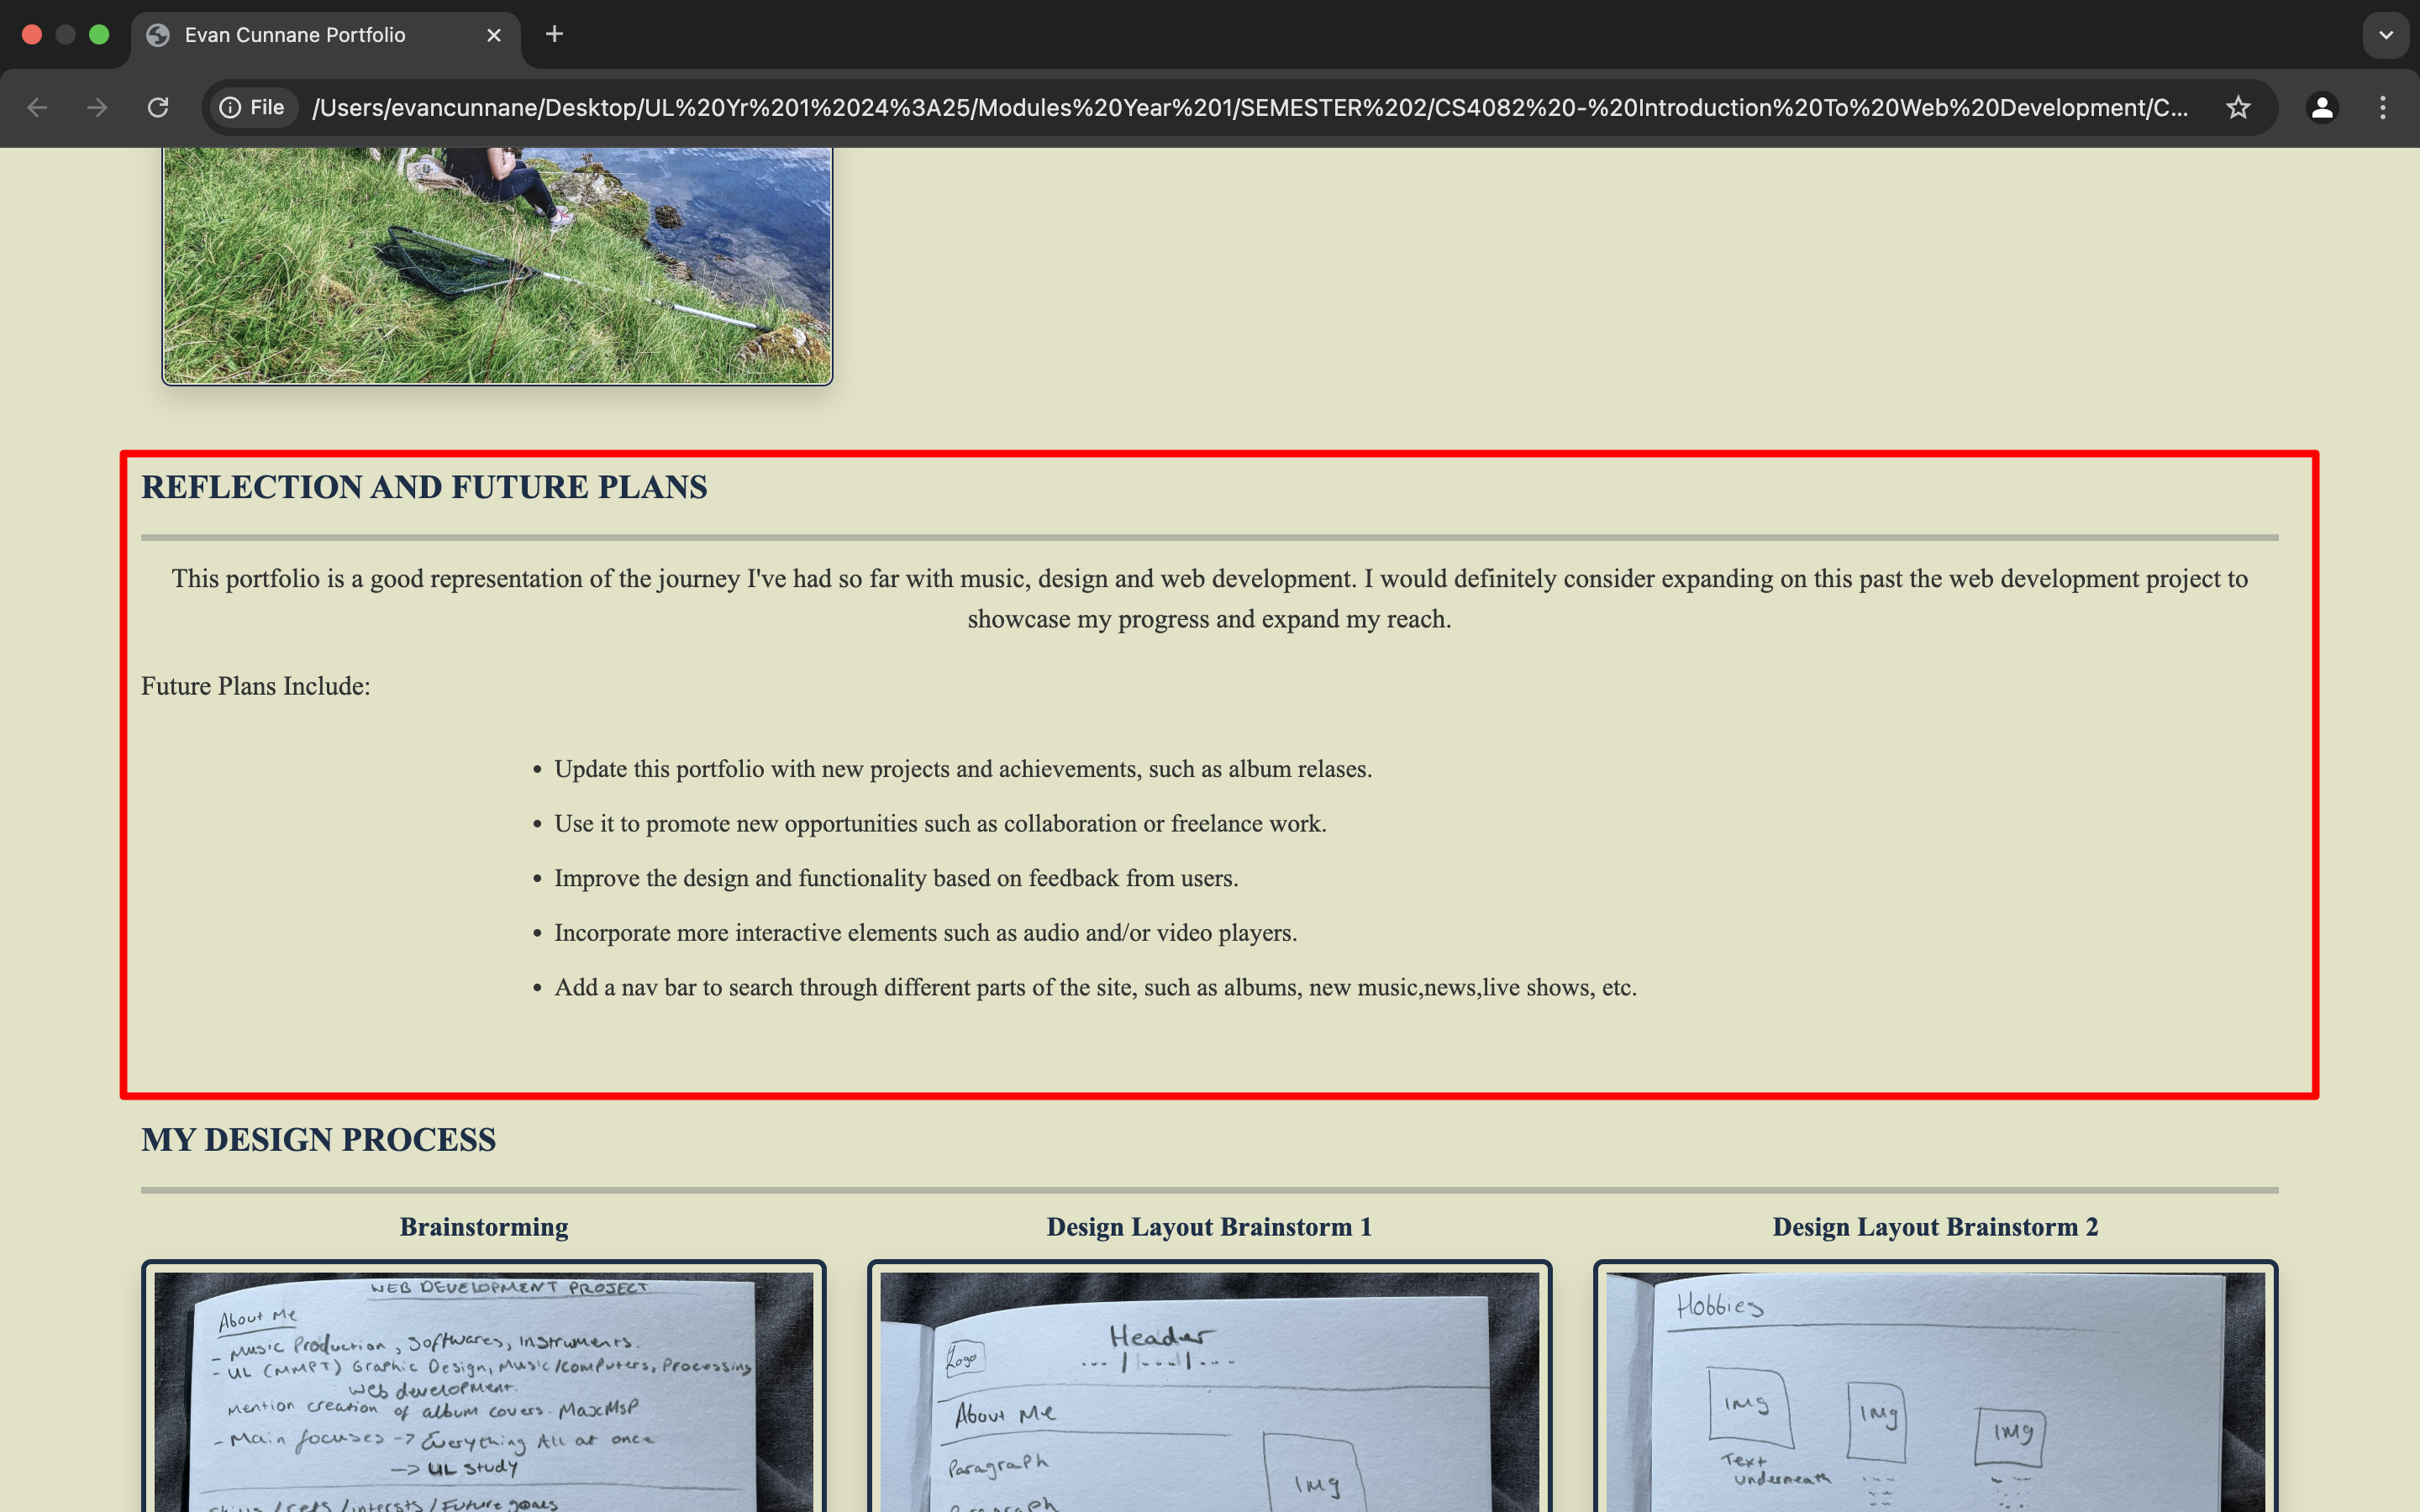 Evan Cunnane Portfolio
File
/Users/evancunnane/Desktop/UL%20Yr%201%2024%3A25/Modules%20Year%201/SEMESTER%202/CS4082%20-%20Introduction%20To%20Web%20Development/C...
REFLECTION AND FUTURE PLANS
This portfolio is a good representation of the journey I've had so far with music, design and web development. I would definitely consider expanding on this past the web development project to
showcase my progress and expand my reach.
Future Plans Include:
• Update this portfolio with new projects and achievements, such as album relases.
• Use it to promote new opportunities such as collaboration or freelance work.
• Improve the design and functionality based on feedback from users.
• Incorporate more interactive elements such as audio and/or video players.
• Add a nav bar to search through different parts of the site, such as albums, new music,news,live shows, etc.
MY DESIGN PROCESS
Brainstorming
Design Layout Brainstorm 1
Design Layout Brainstorm 2
WEB DEVELOPMENT PROJECT
About Me
- Music Production, Softwares, Instruments.
- UL (MMPT) Graphic Design, Music/Computers, Processing
Web development.
Mention creation of album covers. MaxMsP
- Main focuses -> Everything All at once
-> UL Study
/ Future goals
Logo
Header
About Me
Paragraph
Img
Paragraph
Hobbies
Img
Img
Img
Text
underneath